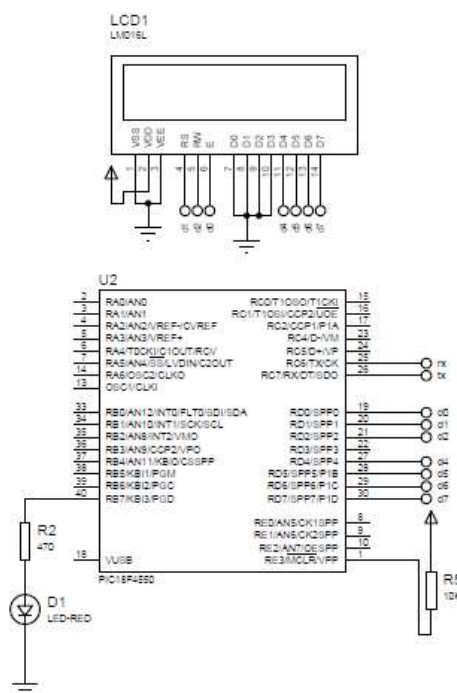 LCD1
LM016L
VSS
VDD
VEE
RS
RW
E
D0
D1
D2
D3
D4
D5
D6
D7
1
2
3
4
5
6
7
8
9
10
11
12
13
14
U2
2 RA0/AN0 RC0/T1OSO/T1CKI 15
3 RA1/AN1 RC1/T1OSI/CCP2/UOE 16
4 RA2/AN2/VREF-/CVREF RC2/CCP1/P1A 17
5 RA3/AN3/VREF+ RC4/D-/VM 23
6 RA4/T0CKI/C1OUT/RCV RC5/D+/VP 24
7 RA5/AN4/SS/LVDIN/C2OUT RC6/TX/CK 25 rx
14 RA6/OSC2/CLKO RC7/RX/DT/SDO 26 tx
13 OSC1/CLKI
33 RB0/AN12/INT0/FLT0/SDI/SDA RD0/SPP0 19 d0
34 RB1/AN10/INT1/SCK/SCL RD1/SPP1 20 d1
35 RB2/AN8/INT2/VMO RD2/SPP2 21 d2
36 RB3/AN9/CCP2/VPO RD3/SPP3 22
37 RB4/AN11/KBI0/CSSPP RD4/SPP4 27 d4
38 RB5/KBI1/PGM RD5/SPP5/P1B 28 d5
39 RB6/KBI2/PGC RD6/SPP6/P1C 29 d6
40 RB7/KBI3/PGD RD7/SPP7/P1D 30 d7
RE0/AN5/CK1SPP 8
RE1/AN6/CK2SPP 9
RE2/AN7/OESPP 10
18 VUSB RE3/MCLR/VPP 1
PIC18F4550
R2
470
D1
LED-RED